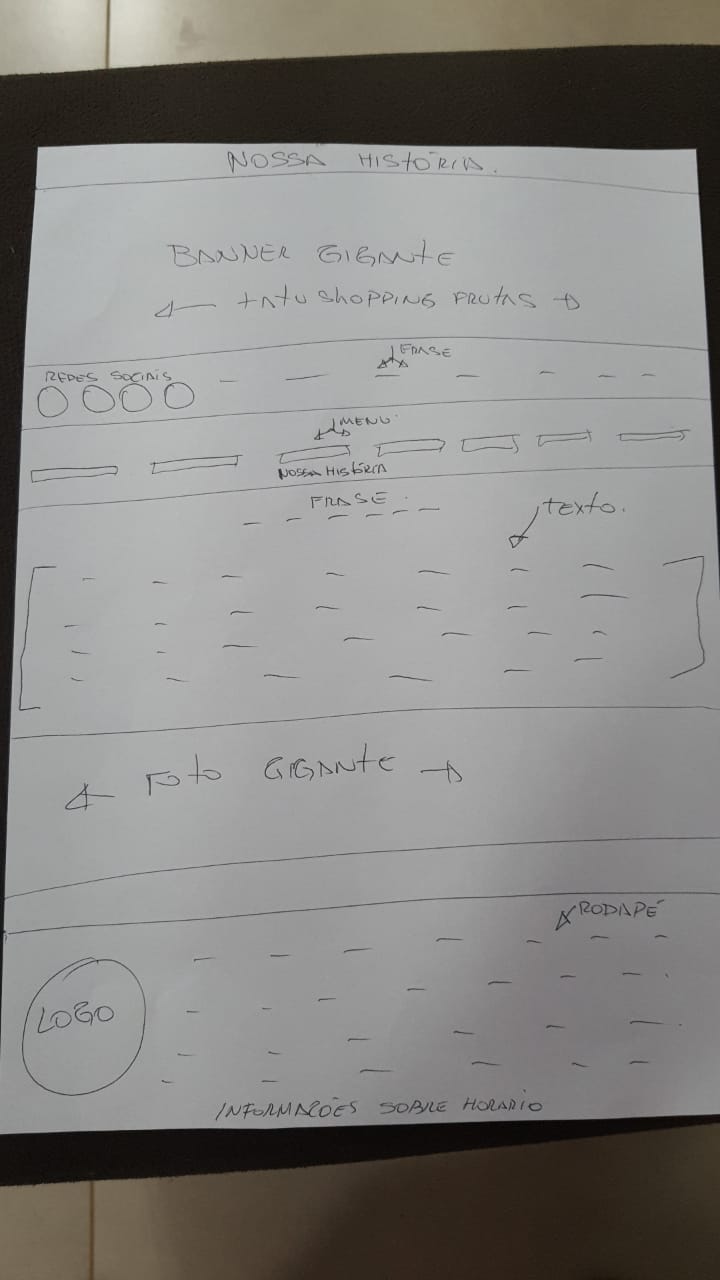 NOSSA HISTÓRIA.
BANNER GIGANTE
TATU SHOPPING FRUTAS
FRASE
REDES SOCIAIS
MENU
NOSSA HISTÓRIA
FRASE
texto.
FOTO GIGANTE
RODAPÉ
LOGO
INFORMAÇÕES SOBRE HORARIO